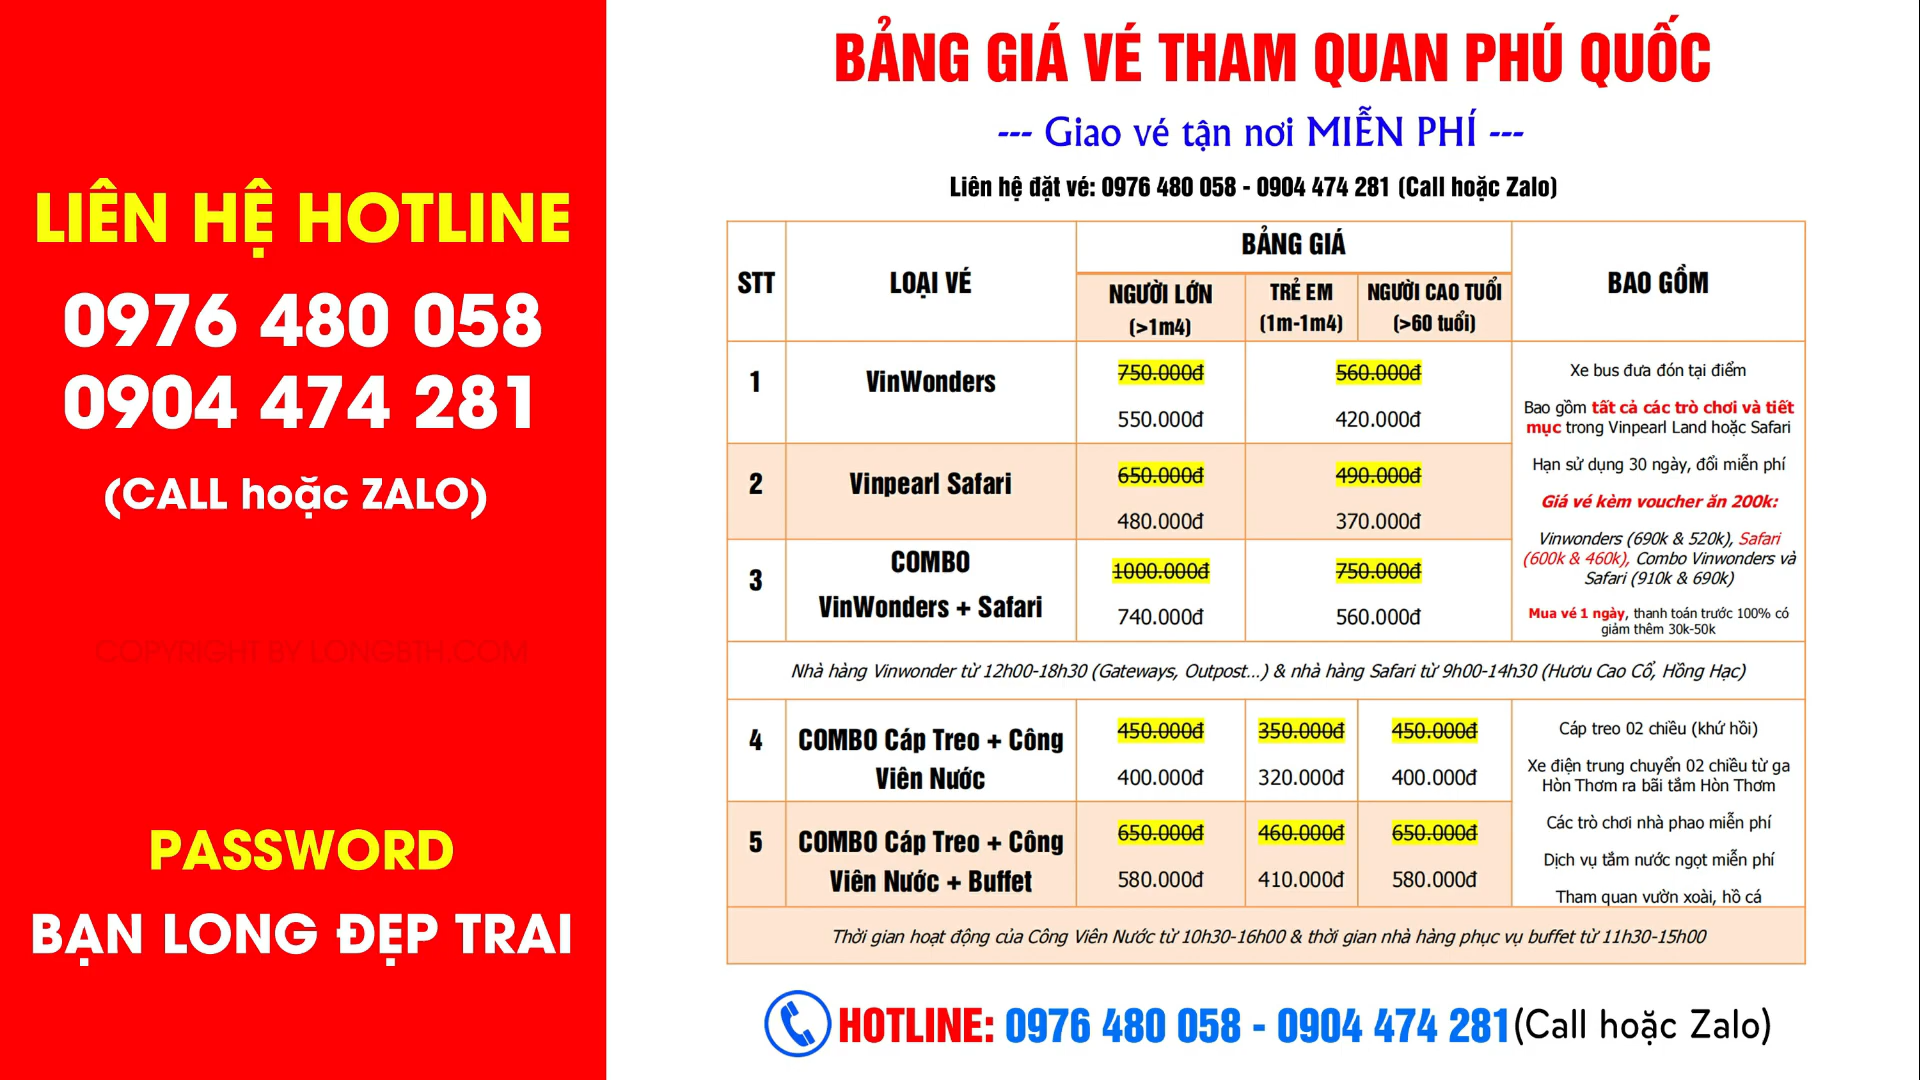 LIÊN HỆ HOTLINE
0976 480 058
0904 474 281
(CALL hoặc ZALO)
COPYRIGHT BY LONGBTH.COM
PASSWORD
BẠN LONG ĐẸP TRAI
BẢNG GIÁ VÉ THAM QUAN PHÚ QUỐC
--- Giao vé tận nơi MIỄN PHÍ ---
Liên hệ đặt vé: 0976 480 058 - 0904 474 281 (Call hoặc Zalo)
STT
LOẠI VÉ
BẢNG GIÁ
BAO GỒM
NGƯỜI LỚN
(>1m4)
TRẺ EM
(1m-1m4)
NGƯỜI CAO TUỔI
(>60 tuổi)
1
VinWonders
750.000đ
550.000đ
560.000đ
420.000đ
2
Vinpearl Safari
650.000đ
480.000đ
490.000đ
370.000đ
3
COMBO
VinWonders + Safari
1000.000đ
740.000đ
750.000đ
560.000đ
Xe bus đưa đón tại điểm
Bao gồm tất cả các trò chơi và tiết
mục trong Vinpearl Land hoặc Safari
Hạn sử dụng 30 ngày, đổi miễn phí
Giá vé kèm voucher ăn 200k:
Vinwonders (690k & 520k), Safari
(600k & 460k), Combo Vinwonders và
Safari (910k & 690k)
Mua vé 1 ngày, thanh toán trước 100% có
giảm thêm 30k-50k
Nhà hàng Vinwonder từ 12h00-18h30 (Gateways, Outpost...) & nhà hàng Safari từ 9h00-14h30 (Hươu Cao Cổ, Hồng Hạc)
4
COMBO Cáp Treo + Công
Viên Nước
450.000đ
400.000đ
350.000đ
320.000đ
450.000đ
400.000đ
5
COMBO Cáp Treo + Công
Viên Nước + Buffet
650.000đ
580.000đ
460.000đ
410.000đ
650.000đ
580.000đ
Cáp treo 02 chiều (khứ hồi)
Xe điện trung chuyển 02 chiều từ ga
Hòn Thơm ra bãi tắm Hòn Thơm
Các trò chơi nhà phao miễn phí
Dịch vụ tắm nước ngọt miễn phí
Tham quan vườn xoài, hồ cá
Thời gian hoạt động của Công Viên Nước từ 10h30-16h00 & thời gian nhà hàng phục vụ buffet từ 11h30-15h00
HOTLINE: 0976 480 058 - 0904 474 281 (Call hoặc Zalo)